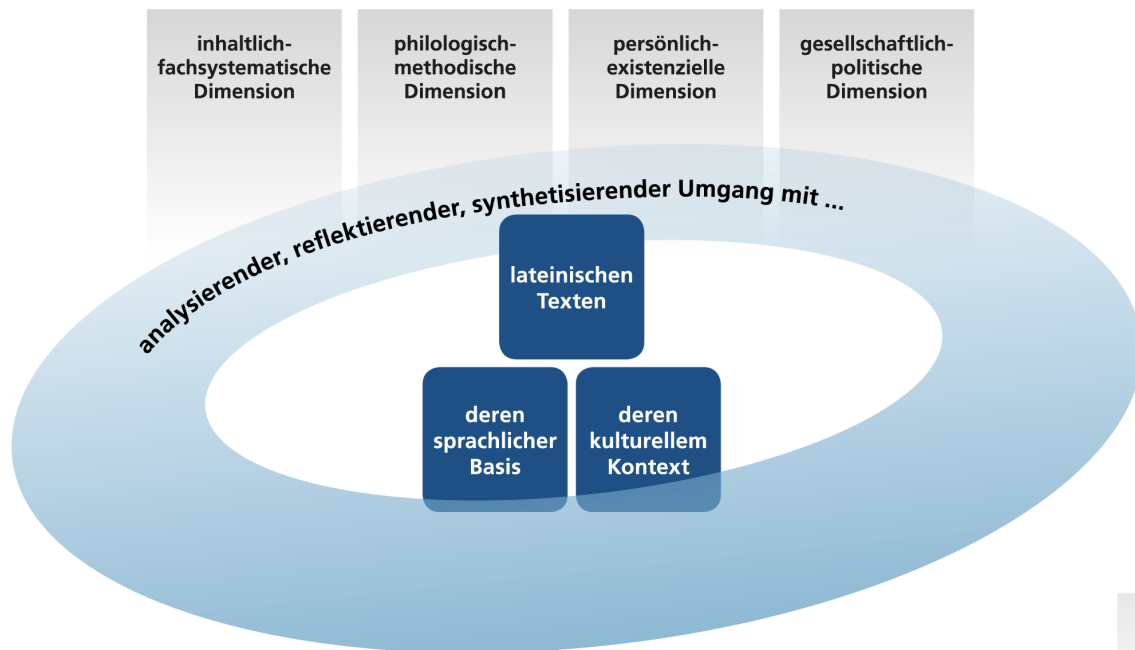 inhaltlich-
fachsystematische
Dimension
philologisch-
methodische
Dimension
persönlich-
existenzielle
Dimension
gesellschaftlich-
politische
Dimension
analysierender, reflektierender, synthetisierender Umgang mit ...
lateinischen
Texten
deren
sprachlicher
Basis
deren
kulturellem
Kontext